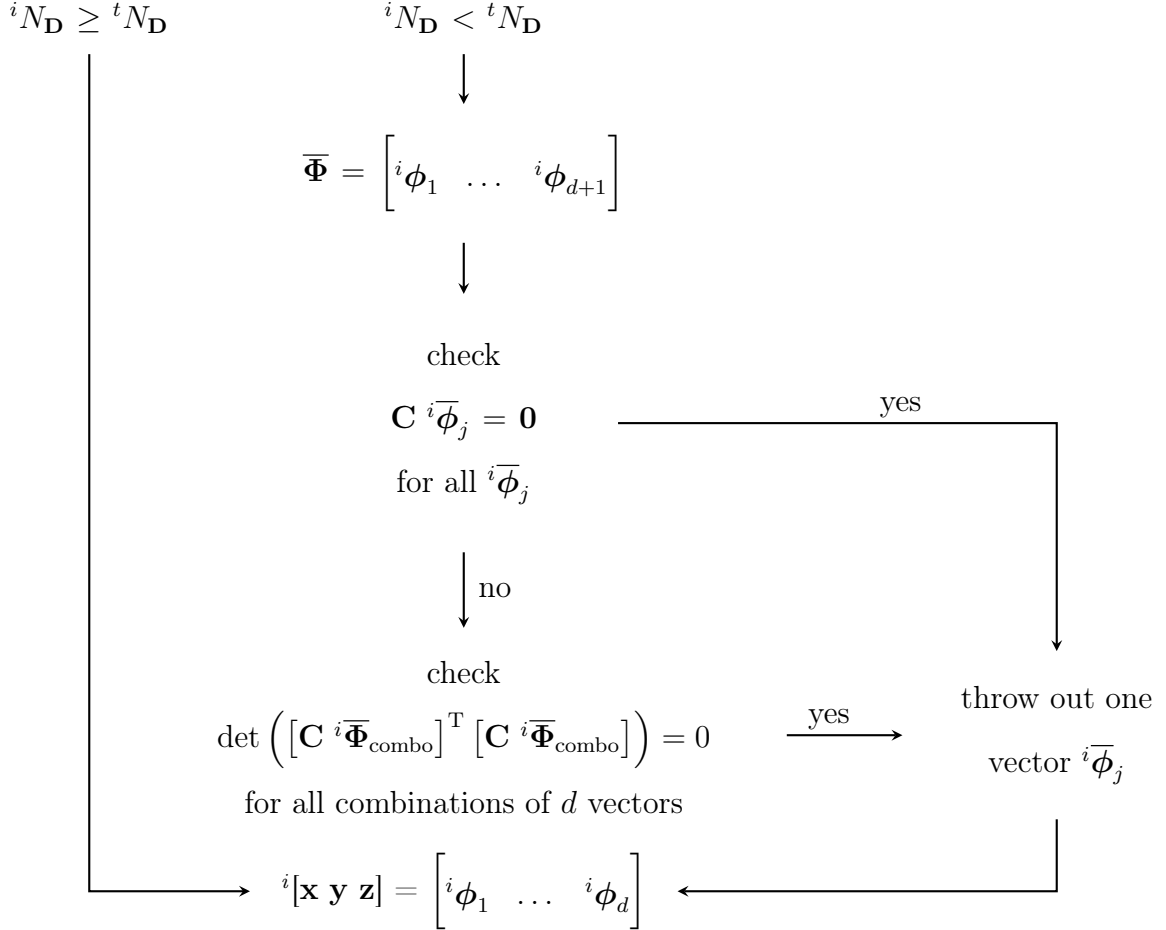 ⁱN_𝐃 ≥ ᵗN_𝐃
ⁱN_𝐃 < ᵗN_𝐃
𝚽̅ = [ⁱ𝝓₁ … ⁱ𝝓_{d+1}]
check
𝐂 ⁱ𝝓̅_j = 𝟎
for all ⁱ𝝓̅_j
yes
no
check
det([𝐂 ⁱ𝚽̅_combo]ᵀ [𝐂 ⁱ𝚽̅_combo]) = 0
for all combinations of d vectors
yes
throw out one
vector ⁱ𝝓̅_j
ⁱ[𝐱 𝐲 𝐳] = [ⁱ𝝓₁ … ⁱ𝝓_d]